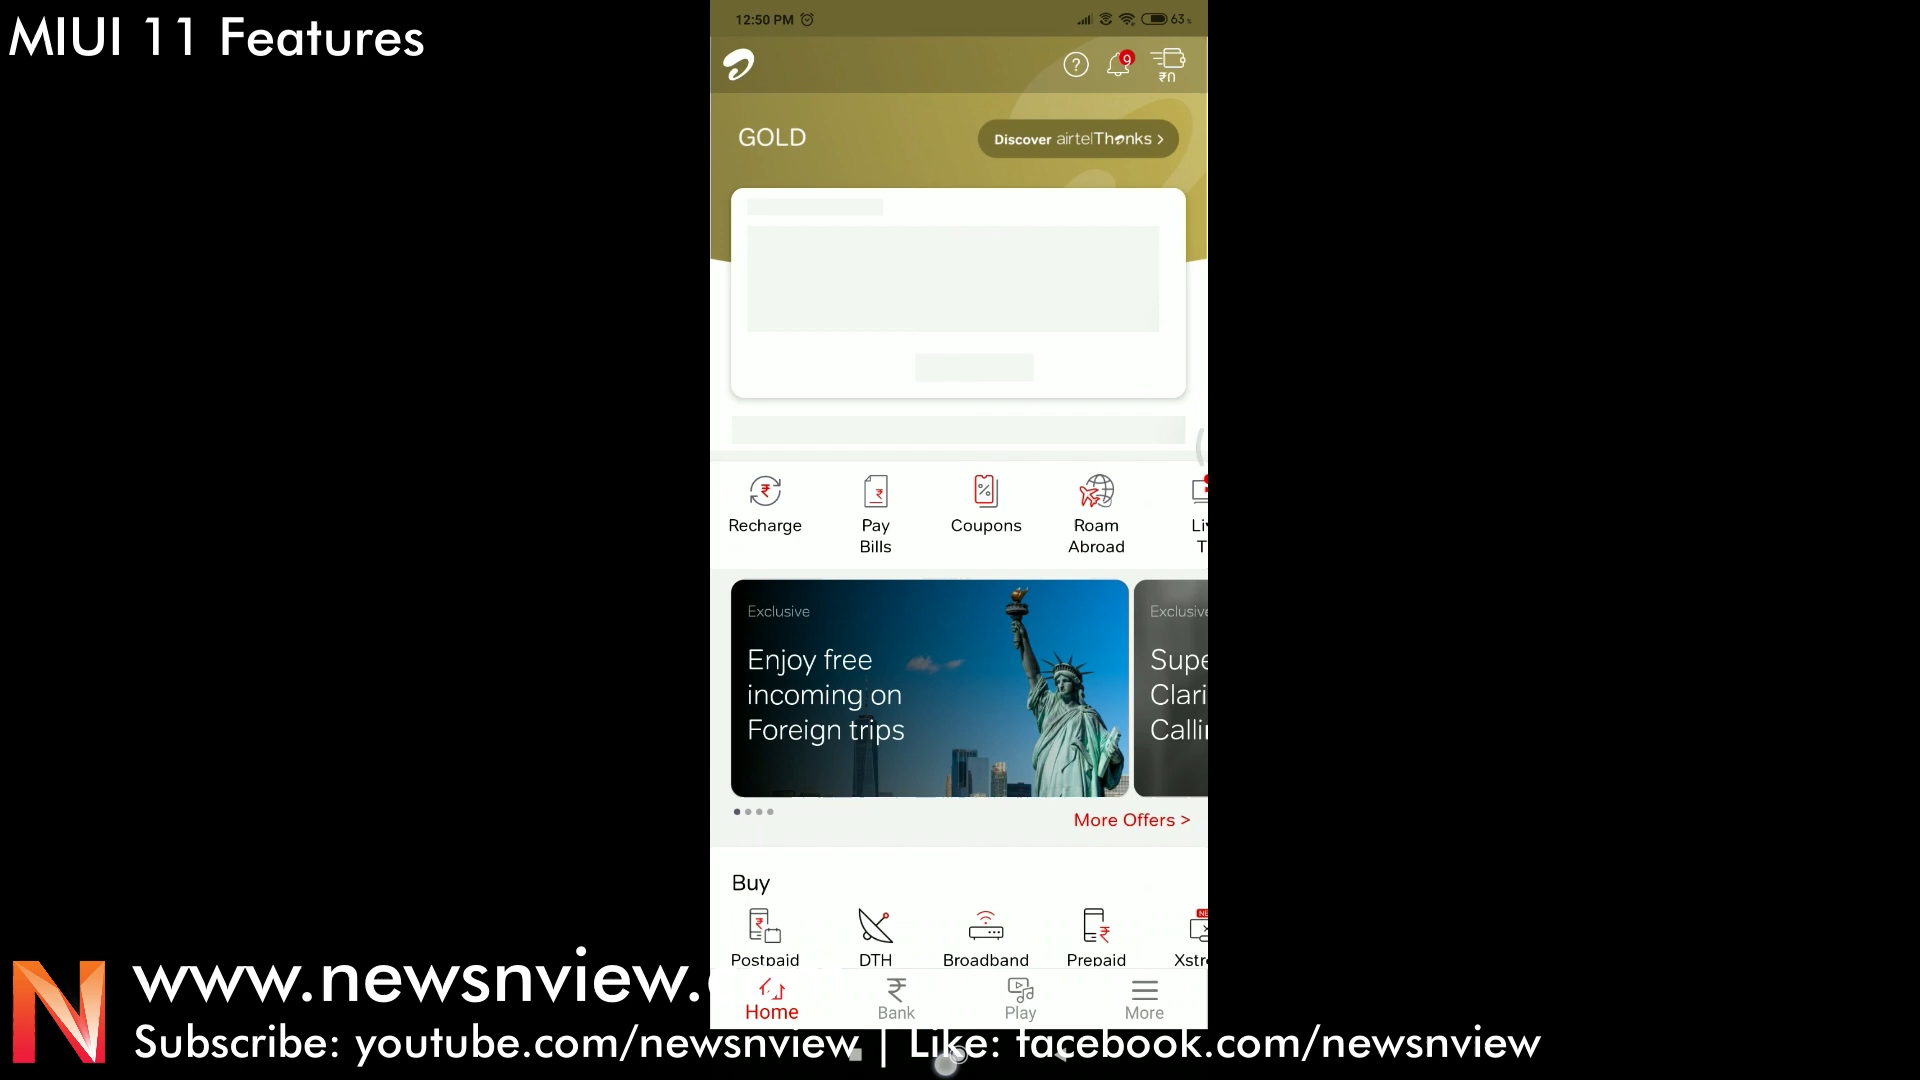 MIUI 11 Features
12:50 PM
63
?
9
GOLD
Discover airtelThanks >
Recharge
Pay
Bills
Coupons
Roam
Abroad
Exclusive
Enjoy free
incoming on
Foreign trips
More Offers >
Buy
Postpaid
DTH
Broadband
Prepaid
Home
Bank
Play
More
www.newsnview.
Subscribe: youtube.com/newsnview | Like: facebook.com/newsnview